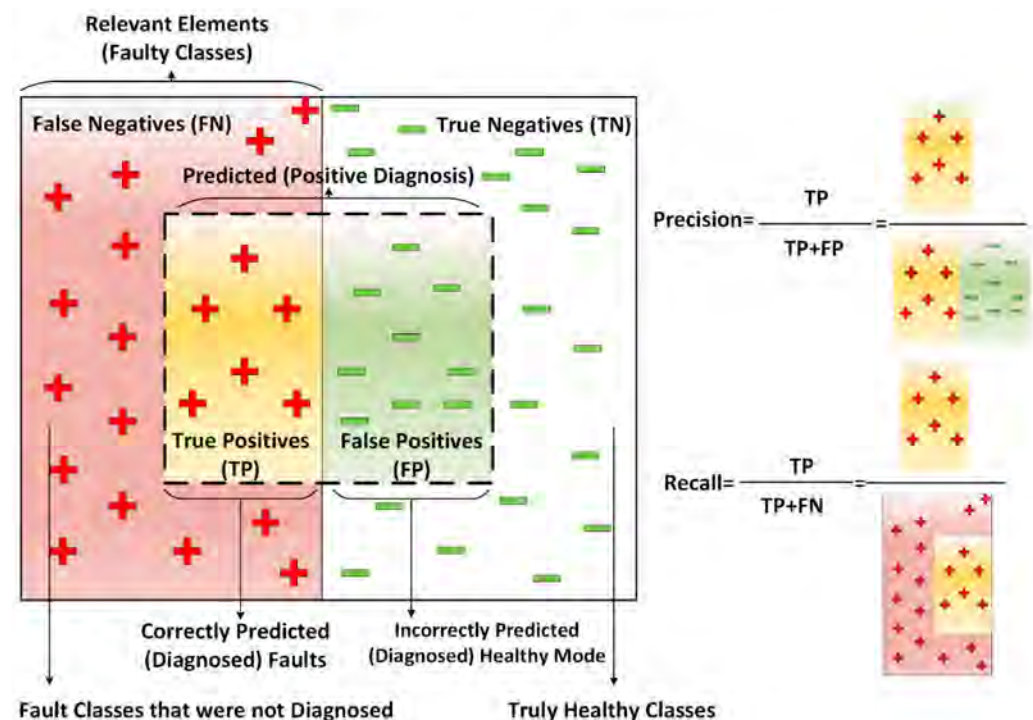 Relevant Elements
(Faulty Classes)
False Negatives (FN)
True Negatives (TN)
Predicted (Positive Diagnosis)
True Positives
(TP)
False Positives
(FP)
Correctly Predicted
(Diagnosed) Faults
Incorrectly Predicted
(Diagnosed) Healthy Mode
Fault Classes that were not Diagnosed
Truly Healthy Classes
Precision=
TP
TP+FP
=
Recall=
TP
TP+FN
=